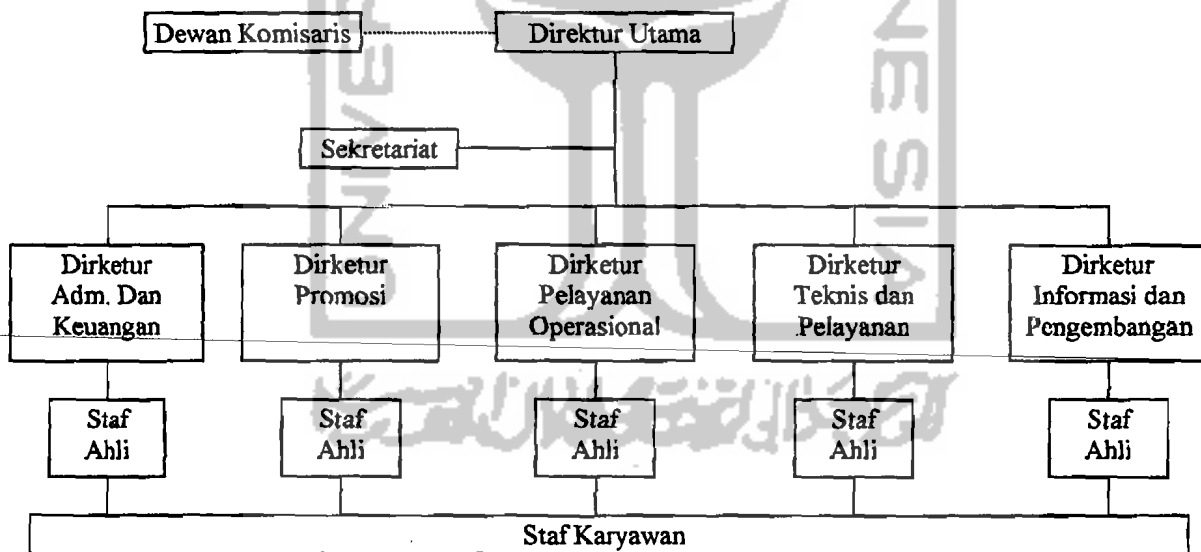 Dewan Komisaris
Direktur Utama
Sekretariat
Dirketur
Adm. Dan
Keuangan
Dirketur
Promosi
Dirketur
Pelayanan
Operasional
Dirketur
Teknis dan
Pelayanan
Dirketur
Informasi dan
Pengembangan
Staf
Ahli
Staf
Ahli
Staf
Ahli
Staf
Ahli
Staf
Ahli
Staf Karyawan